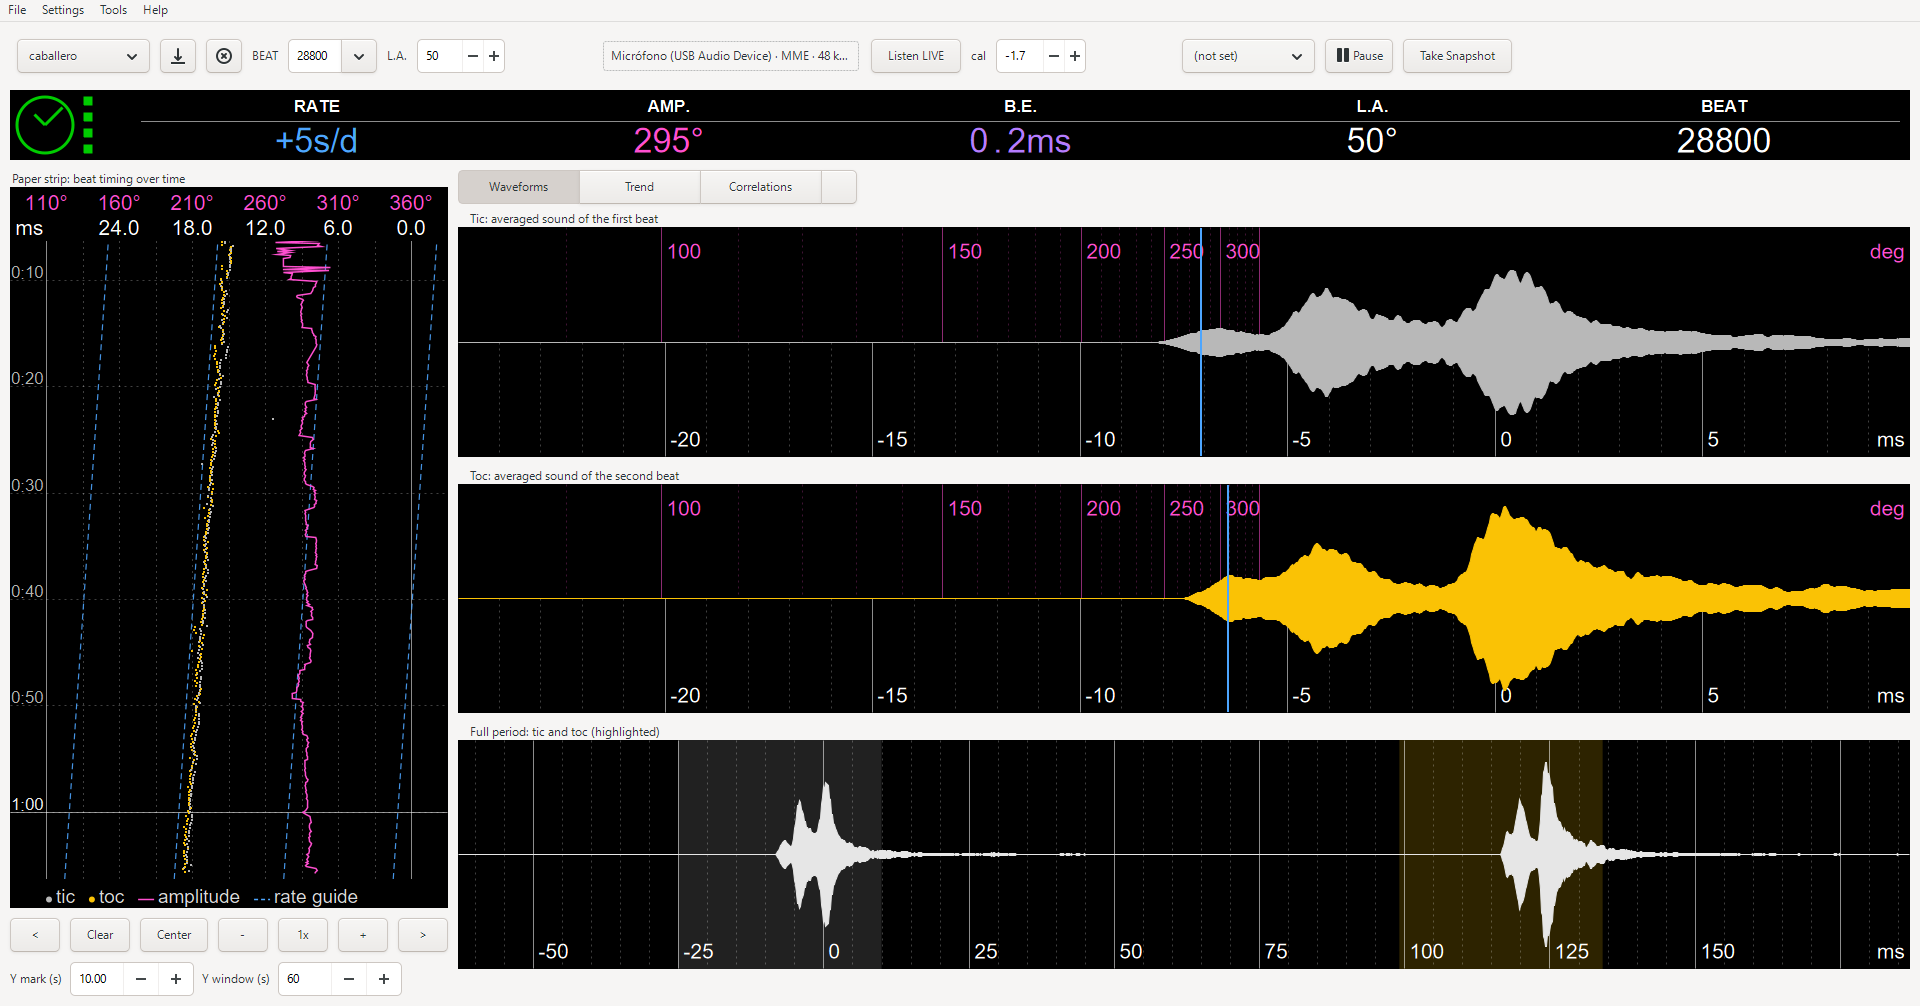 File Settings Tools Help
caballero BEAT 28800 L.A. 50 Micrófono (USB Audio Device) · MME · 48 k... Listen LIVE cal -1.7 (not set) Pause Take Snapshot
RATE AMP. B.E. L.A. BEAT
+5s/d 295° 0.2ms 50° 28800
Paper strip: beat timing over time
110° 160° 210° 260° 310° 360°
ms 24.0 18.0 12.0 6.0 0.0
0:10
0:20
0:30
0:40
0:50
1:00
tic toc amplitude rate guide
< Clear Center - 1x + >
Y mark (s) 10.00 Y window (s) 60
Waveforms Trend Correlations
Tic: averaged sound of the first beat
100 150 200 250 300 deg
-20 -15 -10 -5 0 5 ms
Toc: averaged sound of the second beat
100 150 200 250 300 deg
-20 -15 -10 -5 0 5 ms
Full period: tic and toc (highlighted)
-50 -25 0 25 50 75 100 125 150 ms